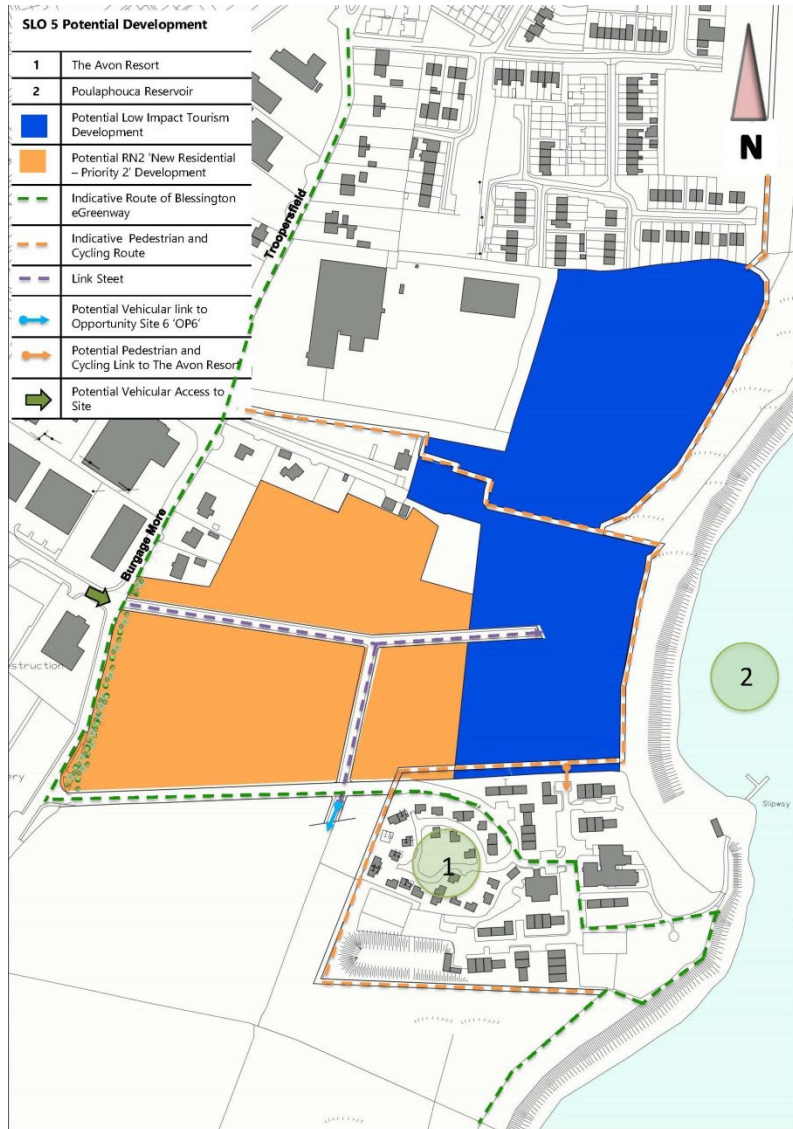 SLO 5 Potential Development
1 The Avon Resort
2 Poulaphouca Reservoir
Potential Low Impact Tourism
Development
Potential RN2 'New Residential
– Priority 2' Development
Indicative Route of Blessington
eGreenway
Indicative Pedestrian and
Cycling Route
Link Steet
Potential Vehicular link to
Opportunity Site 6 'OP6'
Potential Pedestrian and
Cycling Link to The Avon Resort
Potential Vehicular Access to
Site
N
Troopersfield
Burgage More
struction
ery
2
Slipway
1